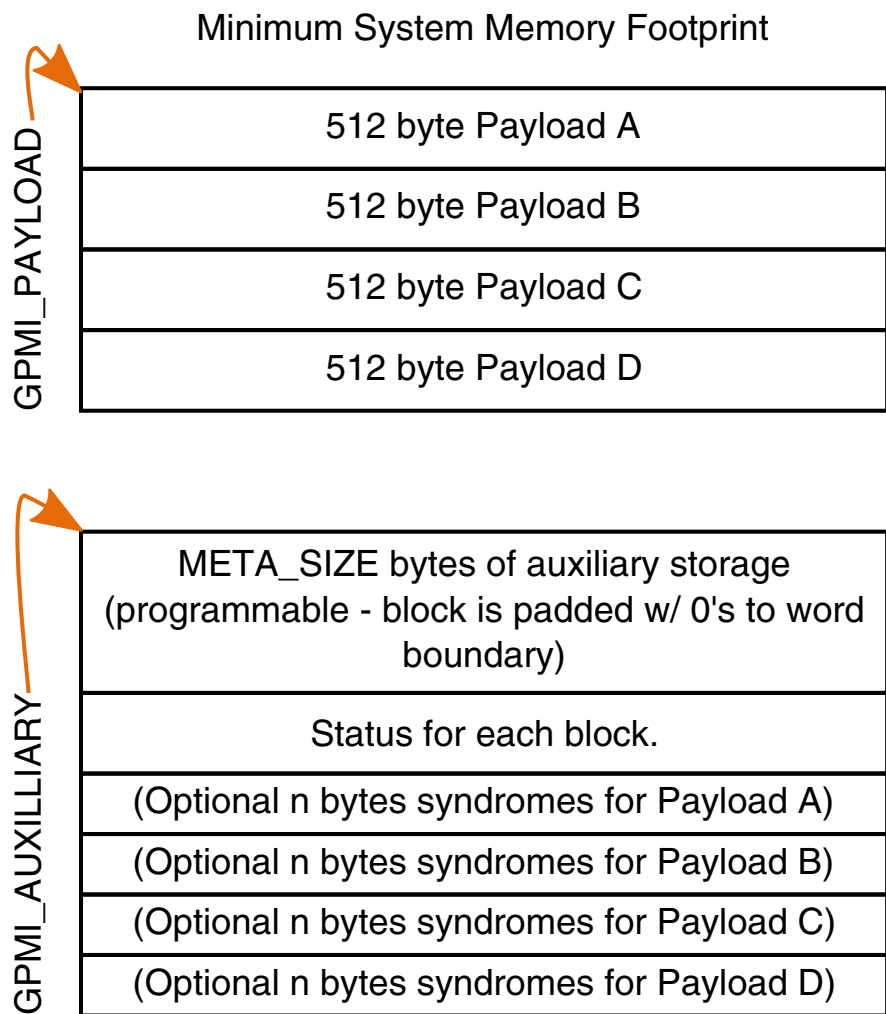 Minimum System Memory Footprint
GPMI_PAYLOAD
512 byte Payload A
512 byte Payload B
512 byte Payload C
512 byte Payload D
GPMI_AUXILLIARY
META_SIZE bytes of auxiliary storage
(programmable - block is padded w/ 0's to word
boundary)
Status for each block.
(Optional n bytes syndromes for Payload A)
(Optional n bytes syndromes for Payload B)
(Optional n bytes syndromes for Payload C)
(Optional n bytes syndromes for Payload D)